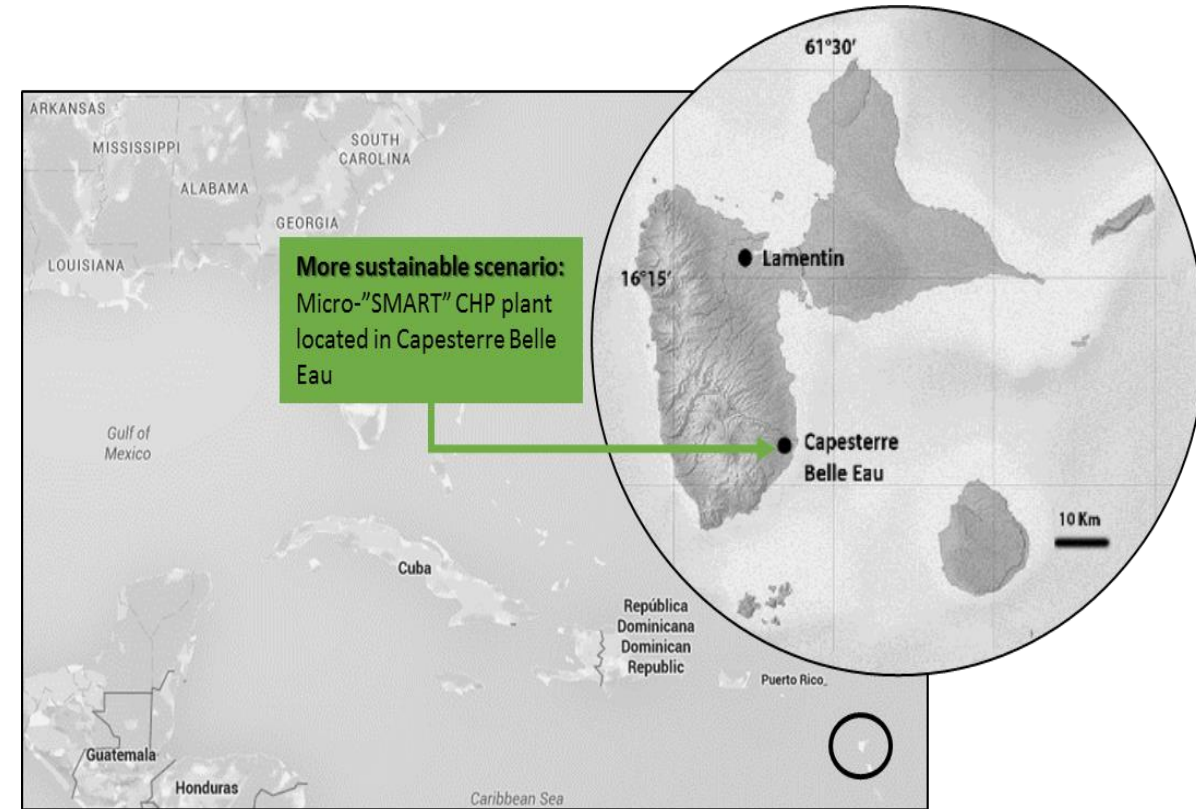 61°30'
ARKANSAS
MISSISSIPPI
SOUTH
CAROLINA
ALABAMA
GEORGIA
LOUISIANA
More sustainable scenario:
Micro-”SMART” CHP plant
located in Capesterre Belle
Eau
Lamentin
16°15'
Gulf of
Mexico
Capesterre
Belle Eau
10 Km
Cuba
República
Dominicana
Dominican
Republic
Puerto Rico
Guatemala
Honduras
Caribbean Sea